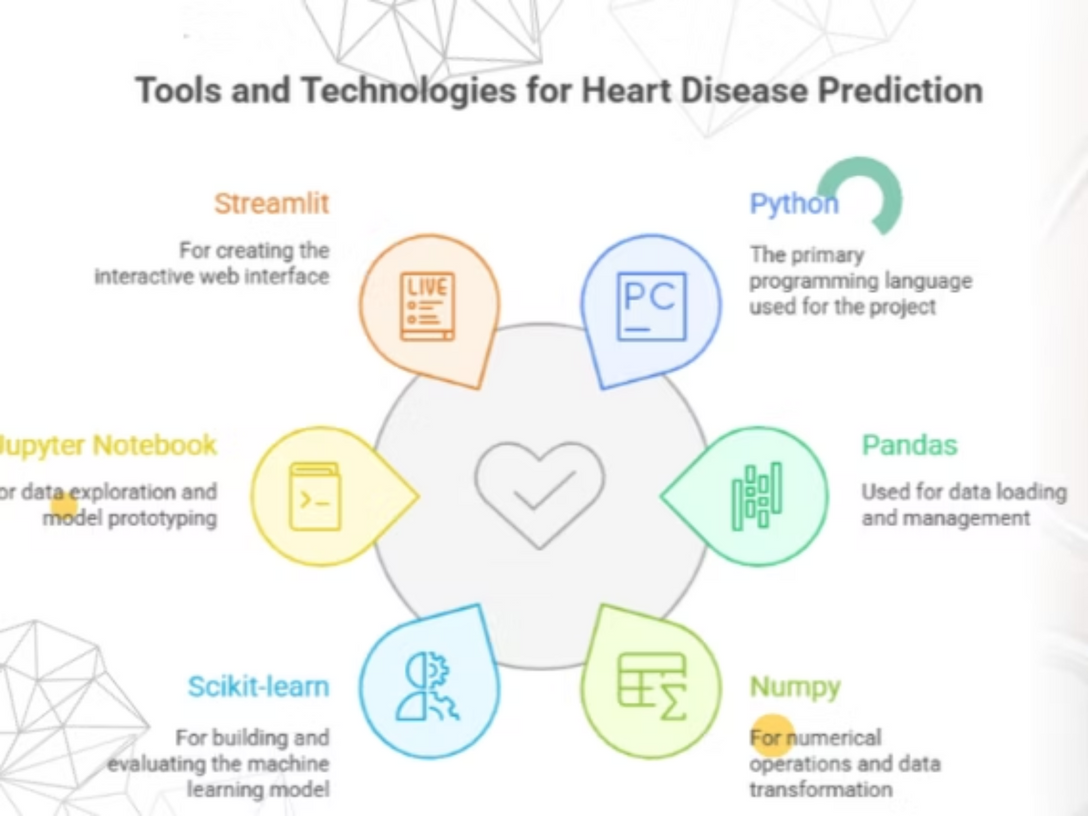 Tools and Technologies for Heart Disease Prediction
Streamlit
For creating the
interactive web interface
LIVE
Python
The primary
programming language
used for the project
PC
Jupyter Notebook
or data exploration and
model prototyping
Pandas
Used for data loading
and management
Scikit-learn
For building and
evaluating the machine
learning model
Numpy
For numerical
operations and data
transformation